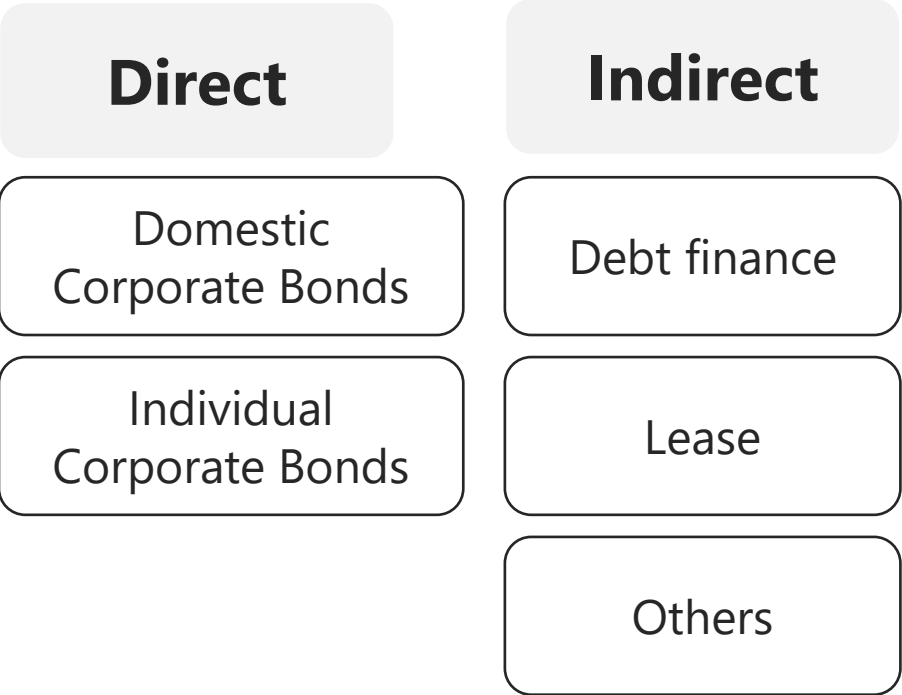 Direct
Domestic
Corporate Bonds
Individual
Corporate Bonds
Indirect
Debt finance
Lease
Others